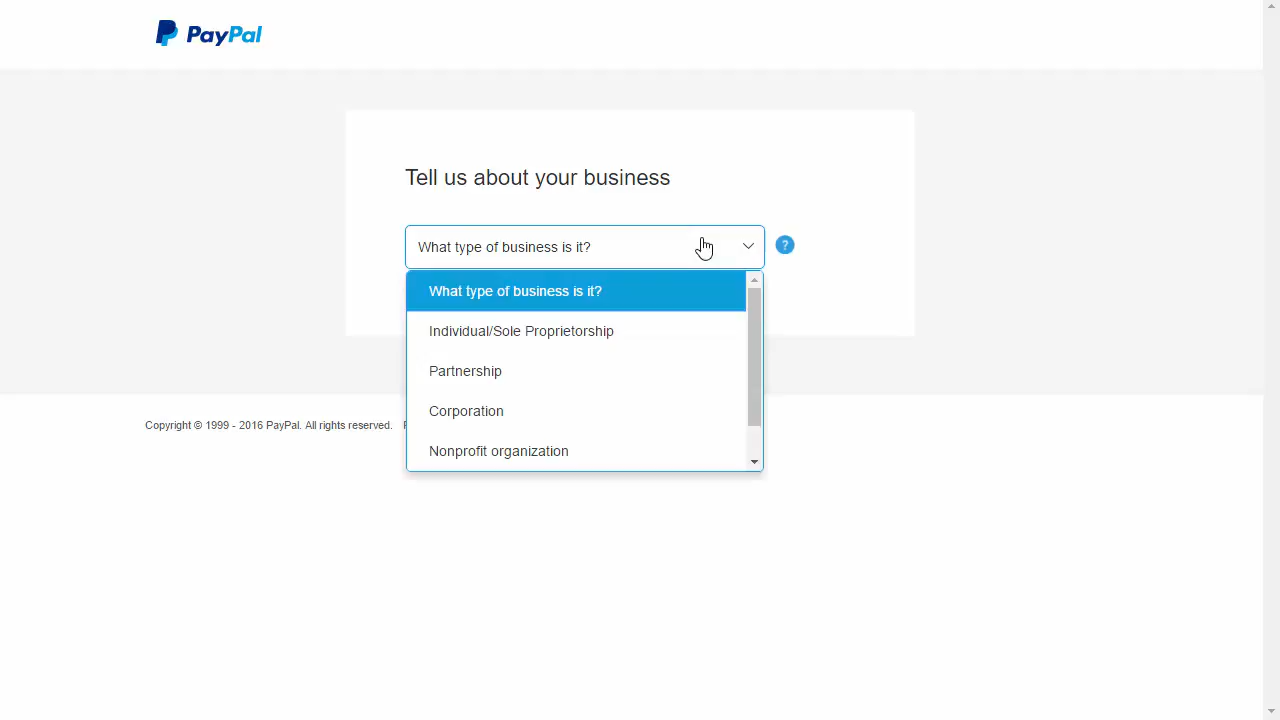 PayPal
Tell us about your business
What type of business is it?
?
What type of business is it?
Individual/Sole Proprietorship
Partnership
Corporation
Nonprofit organization
Copyright © 1999 - 2016 PayPal. All rights reserved.